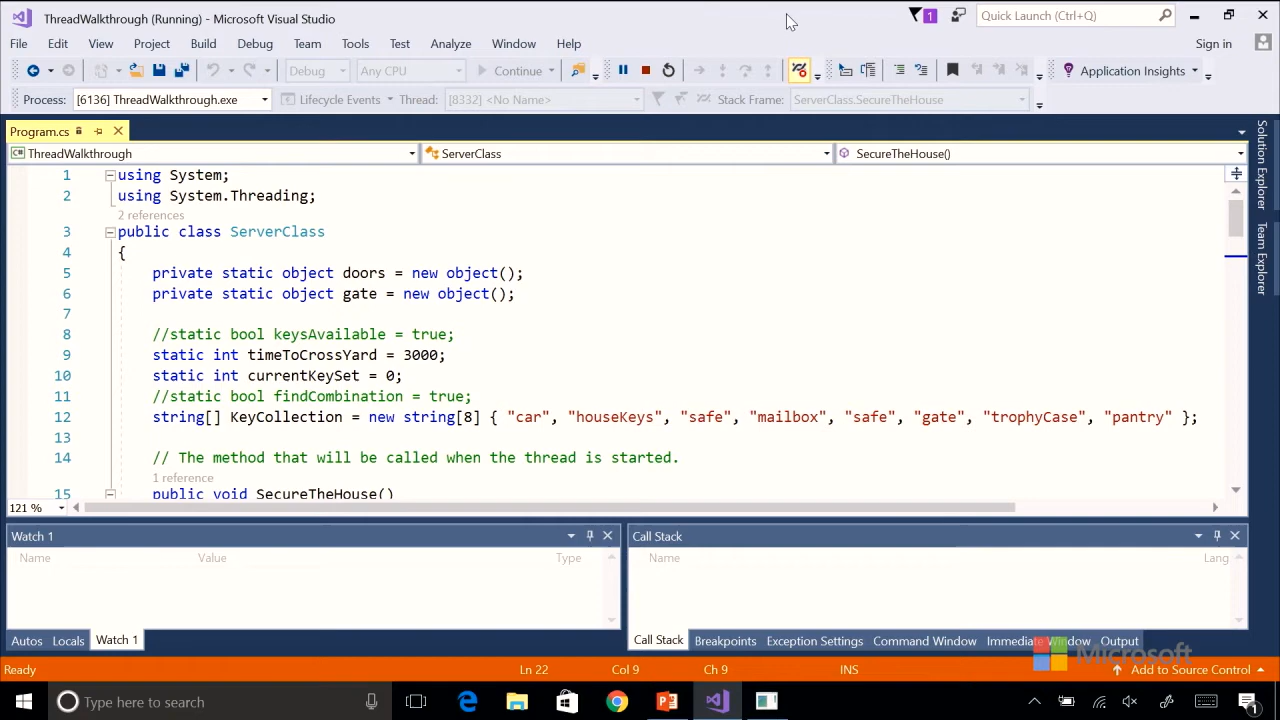 ThreadWalkthrough (Running) - Microsoft Visual Studio
1
Quick Launch (Ctrl+Q)
File Edit View Project Build Debug Team Tools Test Analyze Window Help
Sign in
Debug Any CPU Continue Application Insights
Process: [6136] ThreadWalkthrough.exe Lifecycle Events Thread: [8332] <No Name> Stack Frame: ServerClass.SecureTheHouse
Program.cs
ThreadWalkthrough ServerClass SecureTheHouse()
1 using System;
2 using System.Threading;
2 references
3 public class ServerClass
4 {
5 private static object doors = new object();
6 private static object gate = new object();
7
8 //static bool keysAvailable = true;
9 static int timeToCrossYard = 3000;
10 static int currentKeySet = 0;
11 //static bool findCombination = true;
12 string[] KeyCollection = new string[8] { "car", "houseKeys", "safe", "mailbox", "safe", "gate", "trophyCase", "pantry" };
13
14 // The method that will be called when the thread is started.
1 reference
15 public void SecureTheHouse()
121 %
Solution Explorer
Team Explorer
Watch 1
Name Value Type
Autos Locals Watch 1
Call Stack
Name Lang
Call Stack Breakpoints Exception Settings Command Window Immediate Window Output
Microsoft
Ready Ln 22 Col 9 Ch 9 INS Add to Source Control
Type here to search
1